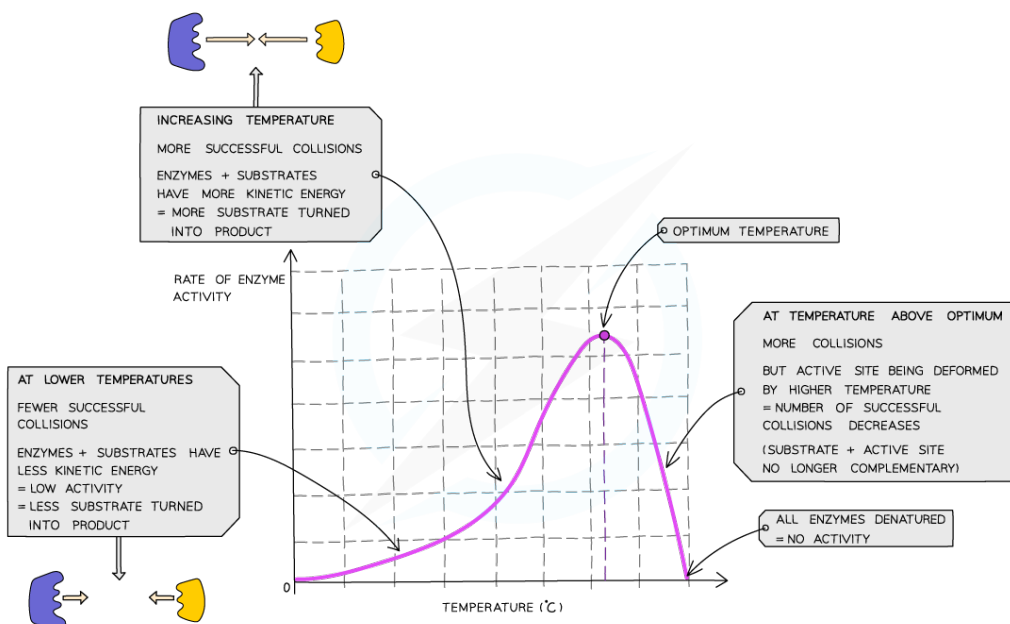 INCREASING TEMPERATURE
MORE SUCCESSFUL COLLISIONS
ENZYMES + SUBSTRATES
HAVE MORE KINETIC ENERGY
= MORE SUBSTRATE TURNED
INTO PRODUCT
OPTIMUM TEMPERATURE
RATE OF ENZYME
ACTIVITY
AT TEMPERATURE ABOVE OPTIMUM
MORE COLLISIONS
BUT ACTIVE SITE BEING DEFORMED
BY HIGHER TEMPERATURE
= NUMBER OF SUCCESSFUL
COLLISIONS DECREASES
(SUBSTRATE + ACTIVE SITE
NO LONGER COMPLEMENTARY)
AT LOWER TEMPERATURES
FEWER SUCCESSFUL
COLLISIONS
ENZYMES + SUBSTRATES HAVE
LESS KINETIC ENERGY
= LOW ACTIVITY
= LESS SUBSTRATE TURNED
INTO PRODUCT
ALL ENZYMES DENATURED
= NO ACTIVITY
0
TEMPERATURE (°C)